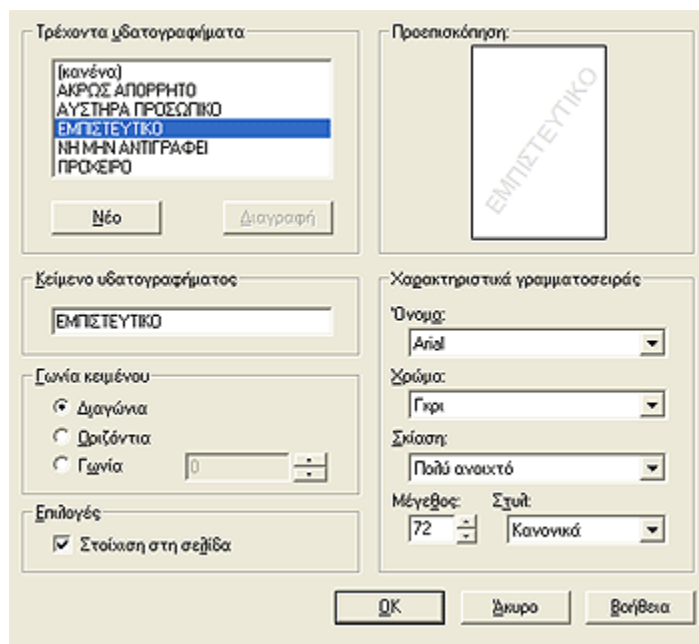 Τρέχοντα υδατογραφήματα
(κανένα)
ΑΚΡΩΣ ΑΠΟΡΡΗΤΟ
ΑΥΣΤΗΡΑ ΠΡΟΣΩΠΙΚΟ
ΕΜΠΙΣΤΕΥΤΙΚΟ
ΝΗ ΜΗΝ ΑΝΤΙΓΡΑΦΕΙ
ΠΡΟΧΕΙΡΟ
Νέο
Διαγραφή
Προεπισκόπηση:
ΕΜΠΙΣΤΕΥΤΙΚΟ
Κείμενο υδατογραφήματος
ΕΜΠΙΣΤΕΥΤΙΚΟ
Γωνία κειμένου
Διαγώνια
Οριζόντια
Γωνία 0
Επιλογές
Στοίχιση στη σελίδα
Χαρακτηριστικά γραμματοσειράς
Όνομα:
Arial
Χρώμα:
Γκρι
Σκίαση:
Πολύ ανοιχτό
Μέγεθος: Στυλ:
72 Κανονικά
OK Άκυρο Βοήθεια